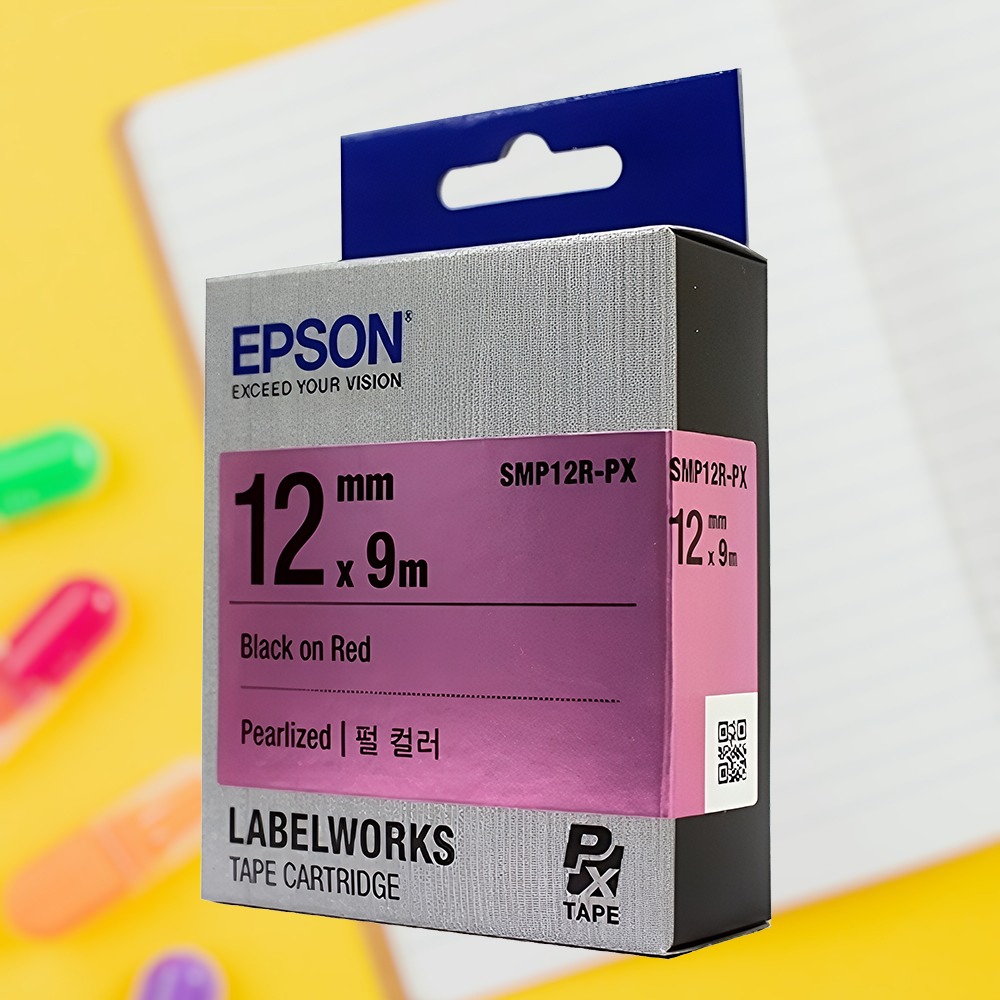 EPSON®
EXCEED YOUR VISION
12 mm x 9m
SMP12R-PX
Black on Red
Pearlized | 펄 컬러
LABELWORKS
TAPE CARTRIDGE
PX
TAPE
SMP12R-PX
12 mm x 9m